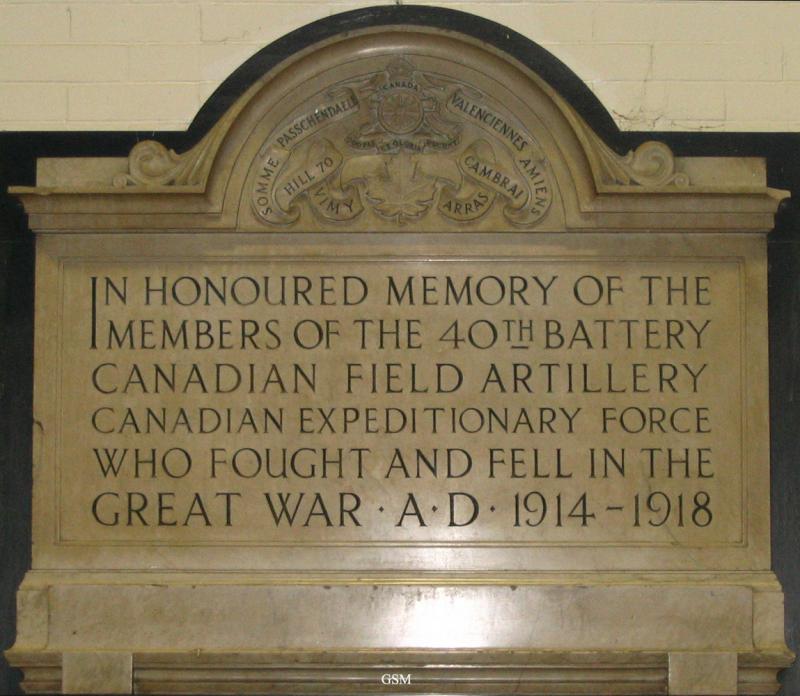 CANADA
SOMME PASSCHENDAELE
VALENCIENNES AMIENS
HILL 70
CAMBRAI
VIMY
ARRAS
IN HONOURED MEMORY OF THE
MEMBERS OF THE 40TH BATTERY
CANADIAN FIELD ARTILLERY
CANADIAN EXPEDITIONARY FORCE
WHO FOUGHT AND FELL IN THE
GREAT WAR · A · D · 1914 - 1918
GSM